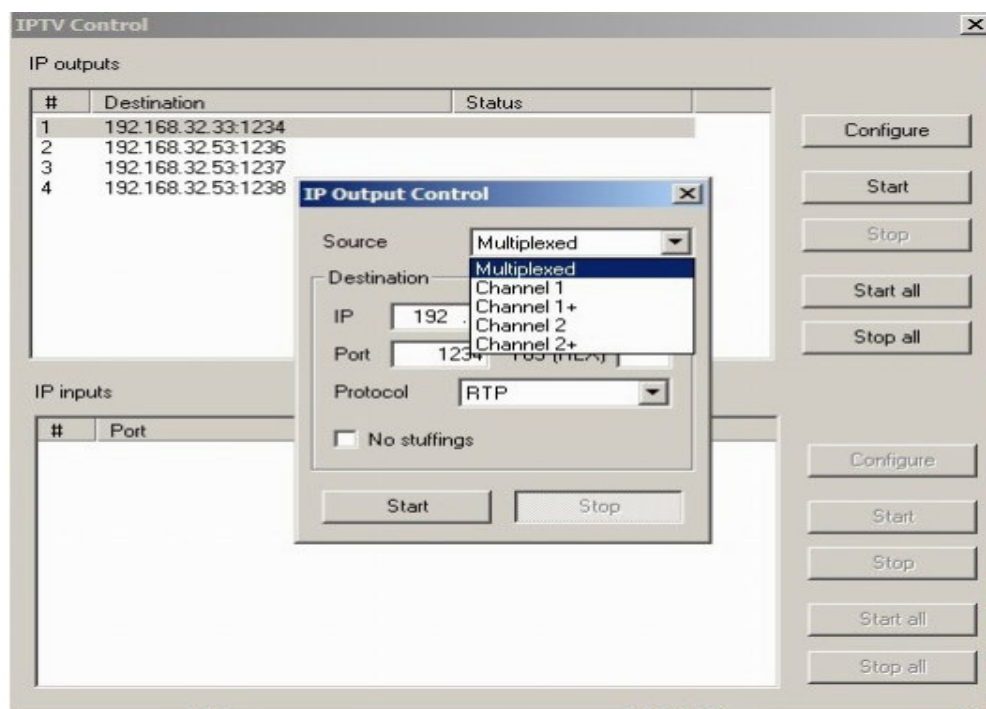 IPTV Control
IP outputs
# Destination Status
1 192.168.32.33:1234
2 192.168.32.53:1236
3 192.168.32.53:1237
4 192.168.32.53:1238
Configure
Start
Stop
Start all
Stop all
IP Output Control
Source Multiplexed
Multiplexed
Channel 1
Channel 1+
Channel 2
Channel 2+
Destination
IP 192 .
Port 1234 (HEX)
Protocol RTP
No stuffings
Start Stop
IP inputs
# Port
Configure
Start
Stop
Start all
Stop all